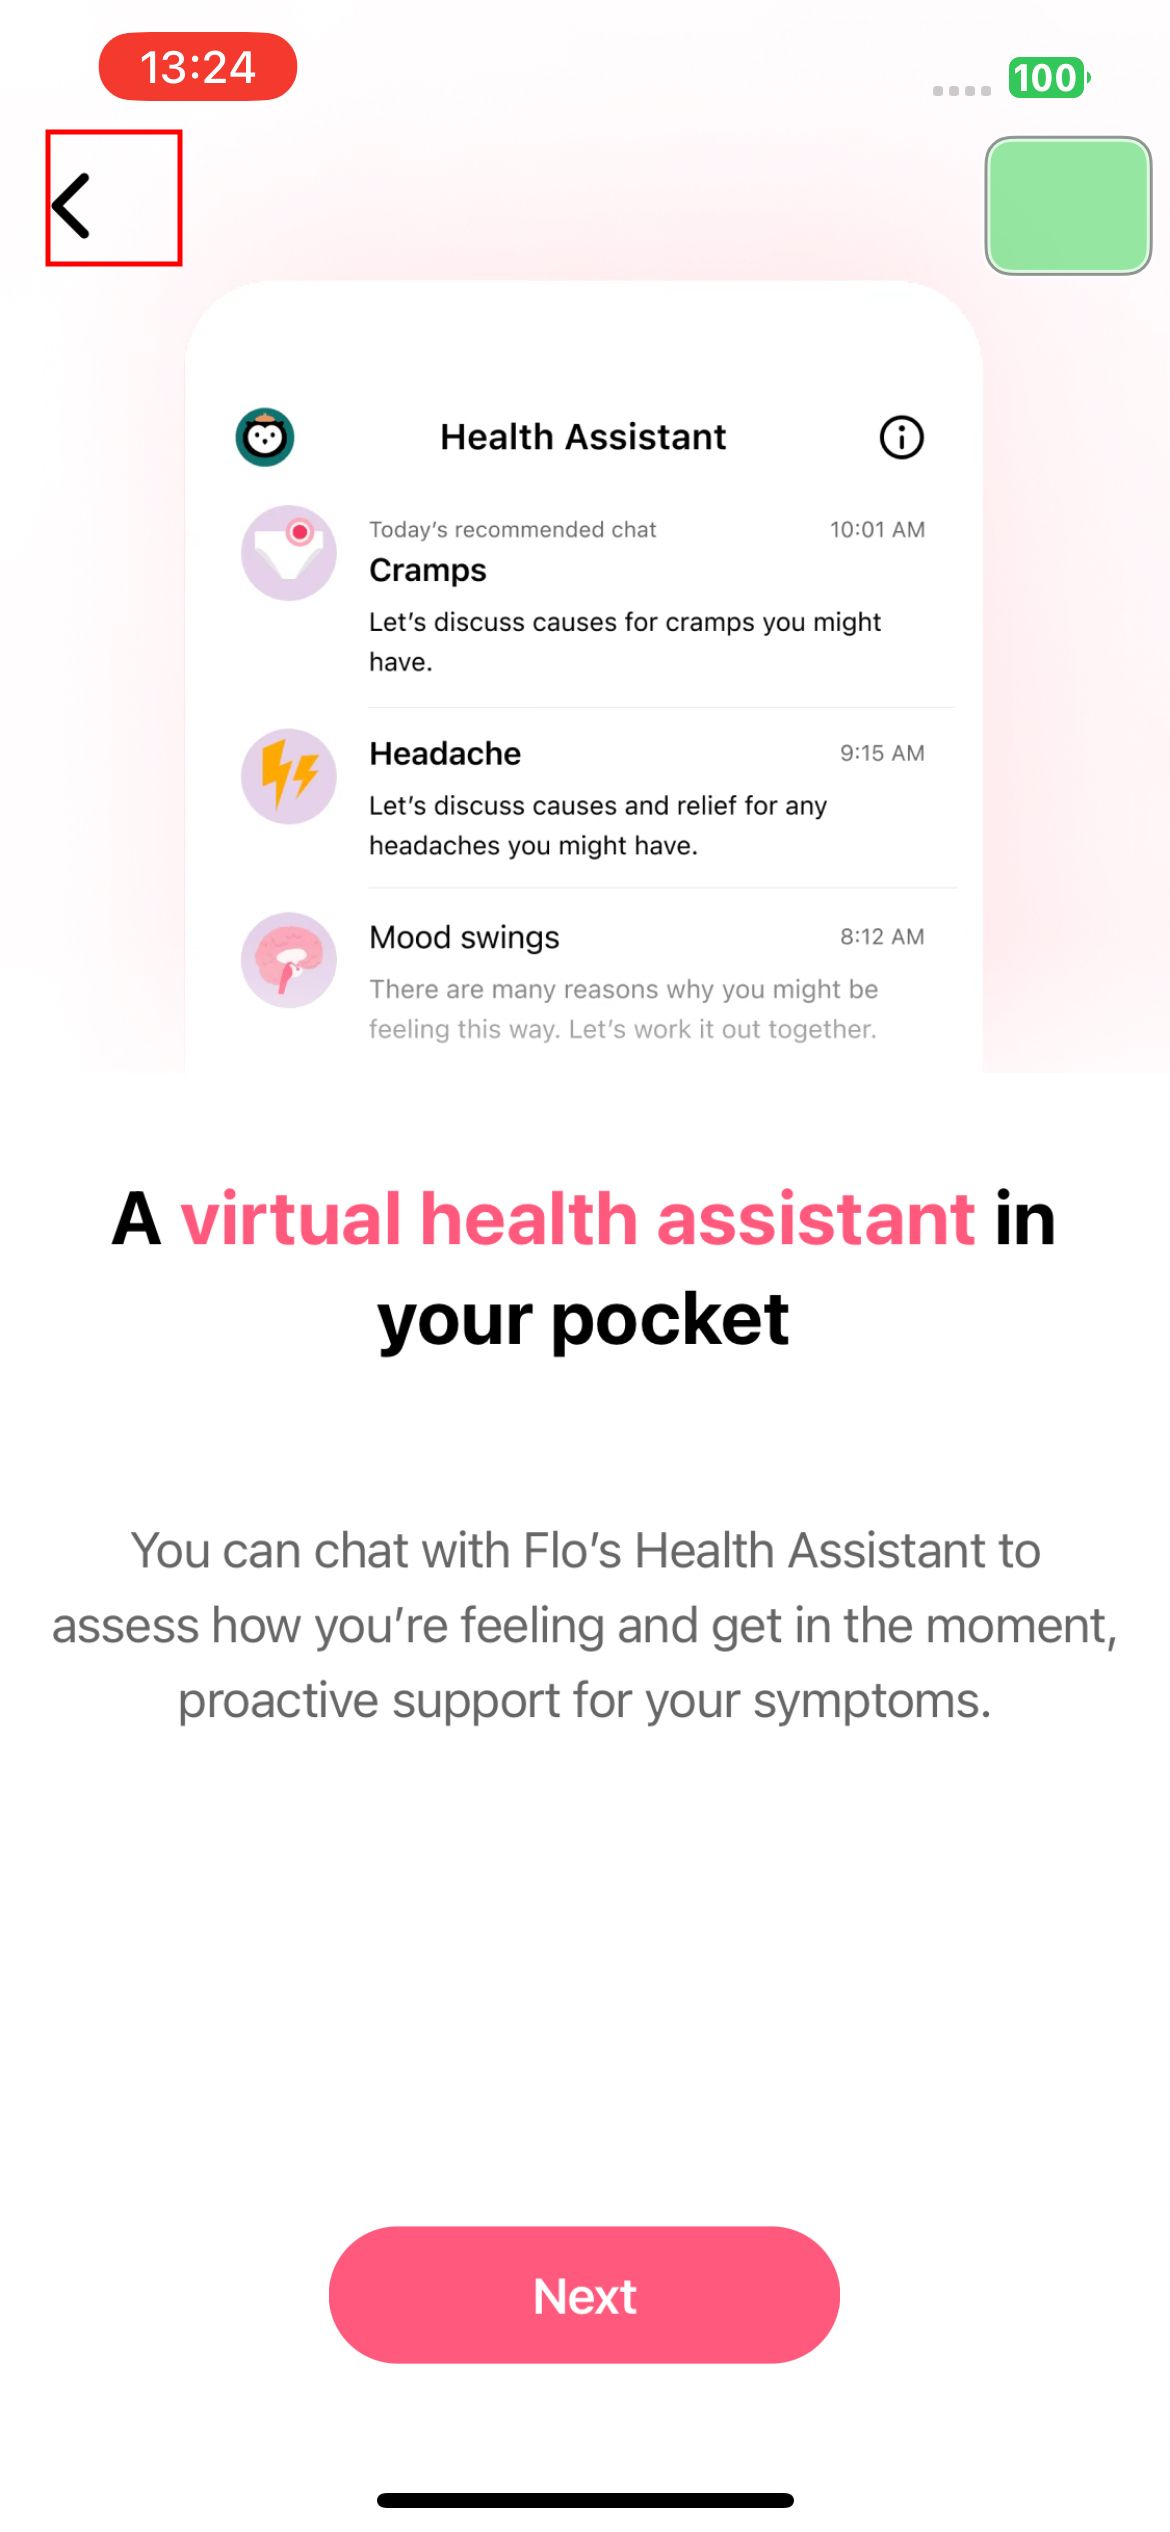 13:24
100
Health Assistant
Today's recommended chat 10:01 AM
Cramps
Let's discuss causes for cramps you might
have.
Headache 9:15 AM
Let's discuss causes and relief for any
headaches you might have.
Mood swings 8:12 AM
There are many reasons why you might be
feeling this way. Let's work it out together.
A virtual health assistant in
your pocket
You can chat with Flo’s Health Assistant to
assess how you’re feeling and get in the moment,
proactive support for your symptoms.
Next